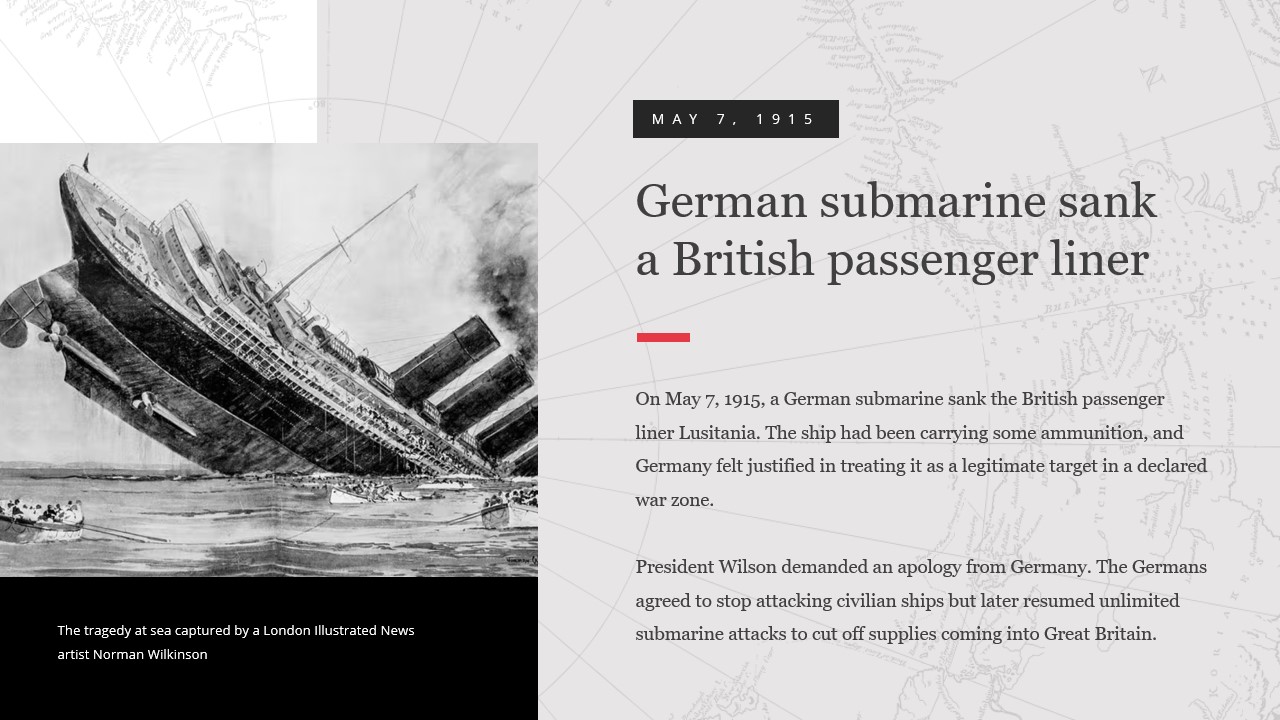 MAY 7, 1915
German submarine sank
a British passenger liner
On May 7, 1915, a German submarine sank the British passenger
liner Lusitania. The ship had been carrying some ammunition, and
Germany felt justified in treating it as a legitimate target in a declared
war zone.
President Wilson demanded an apology from Germany. The Germans
agreed to stop attacking civilian ships but later resumed unlimited
submarine attacks to cut off supplies coming into Great Britain.
The tragedy at sea captured by a London Illustrated News
artist Norman Wilkinson